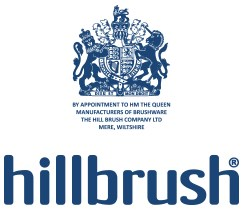 BY APPOINTMENT TO HM THE QUEEN
MANUFACTURERS OF BRUSHWARE
THE HILL BRUSH COMPANY LTD
MERE, WILTSHIRE
hillbrush®